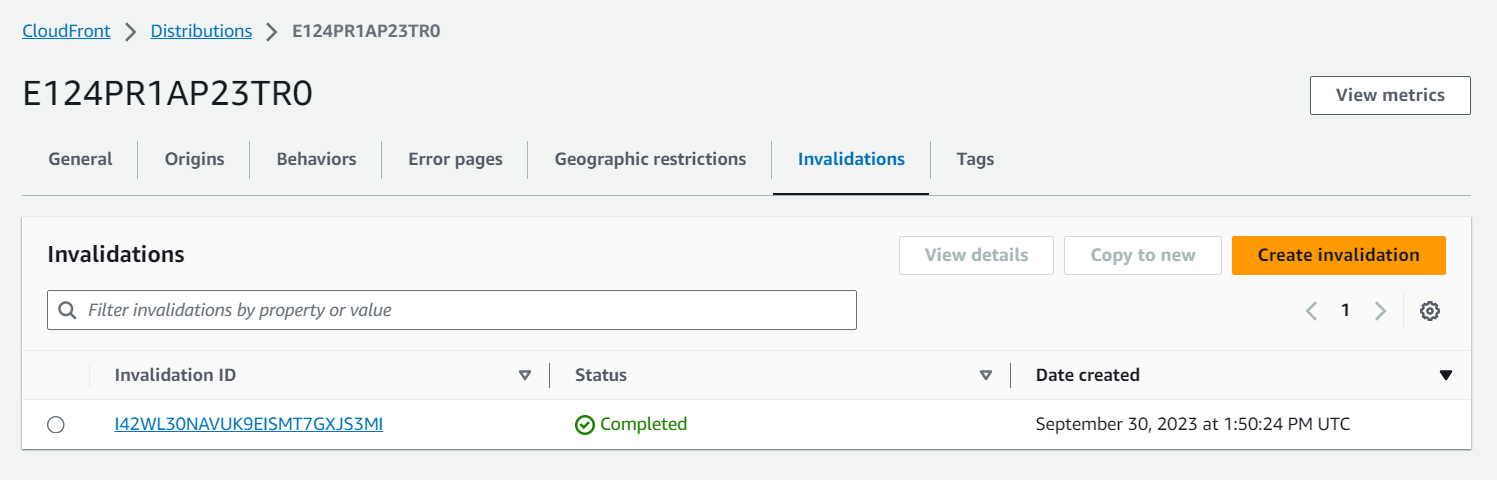 CloudFront > Distributions > E124PR1AP23TR0
E124PR1AP23TR0
View metrics
General Origins Behaviors Error pages Geographic restrictions Invalidations Tags
Invalidations
View details Copy to new Create invalidation
Filter invalidations by property or value
1
Invalidation ID Status Date created
I42WL30NAVUK9EISMT7GXJS3MI Completed September 30, 2023 at 1:50:24 PM UTC